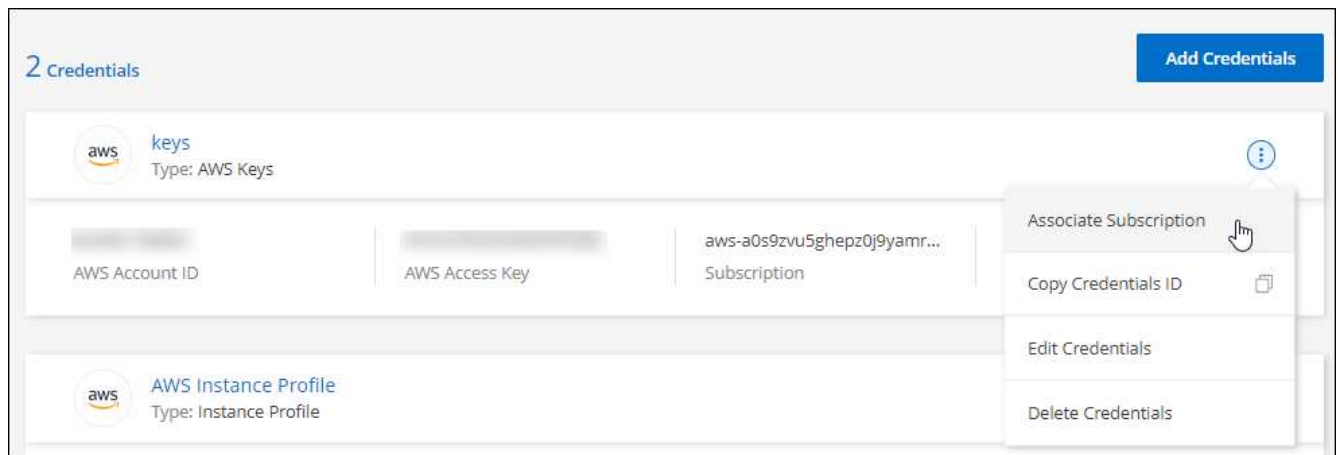 2 Credentials
Add Credentials
aws
keys
Type: AWS Keys
AWS Account ID
AWS Access Key
aws-a0s9zvu5ghepz0j9yamr...
Subscription
Associate Subscription
Copy Credentials ID
Edit Credentials
Delete Credentials
aws
AWS Instance Profile
Type: Instance Profile